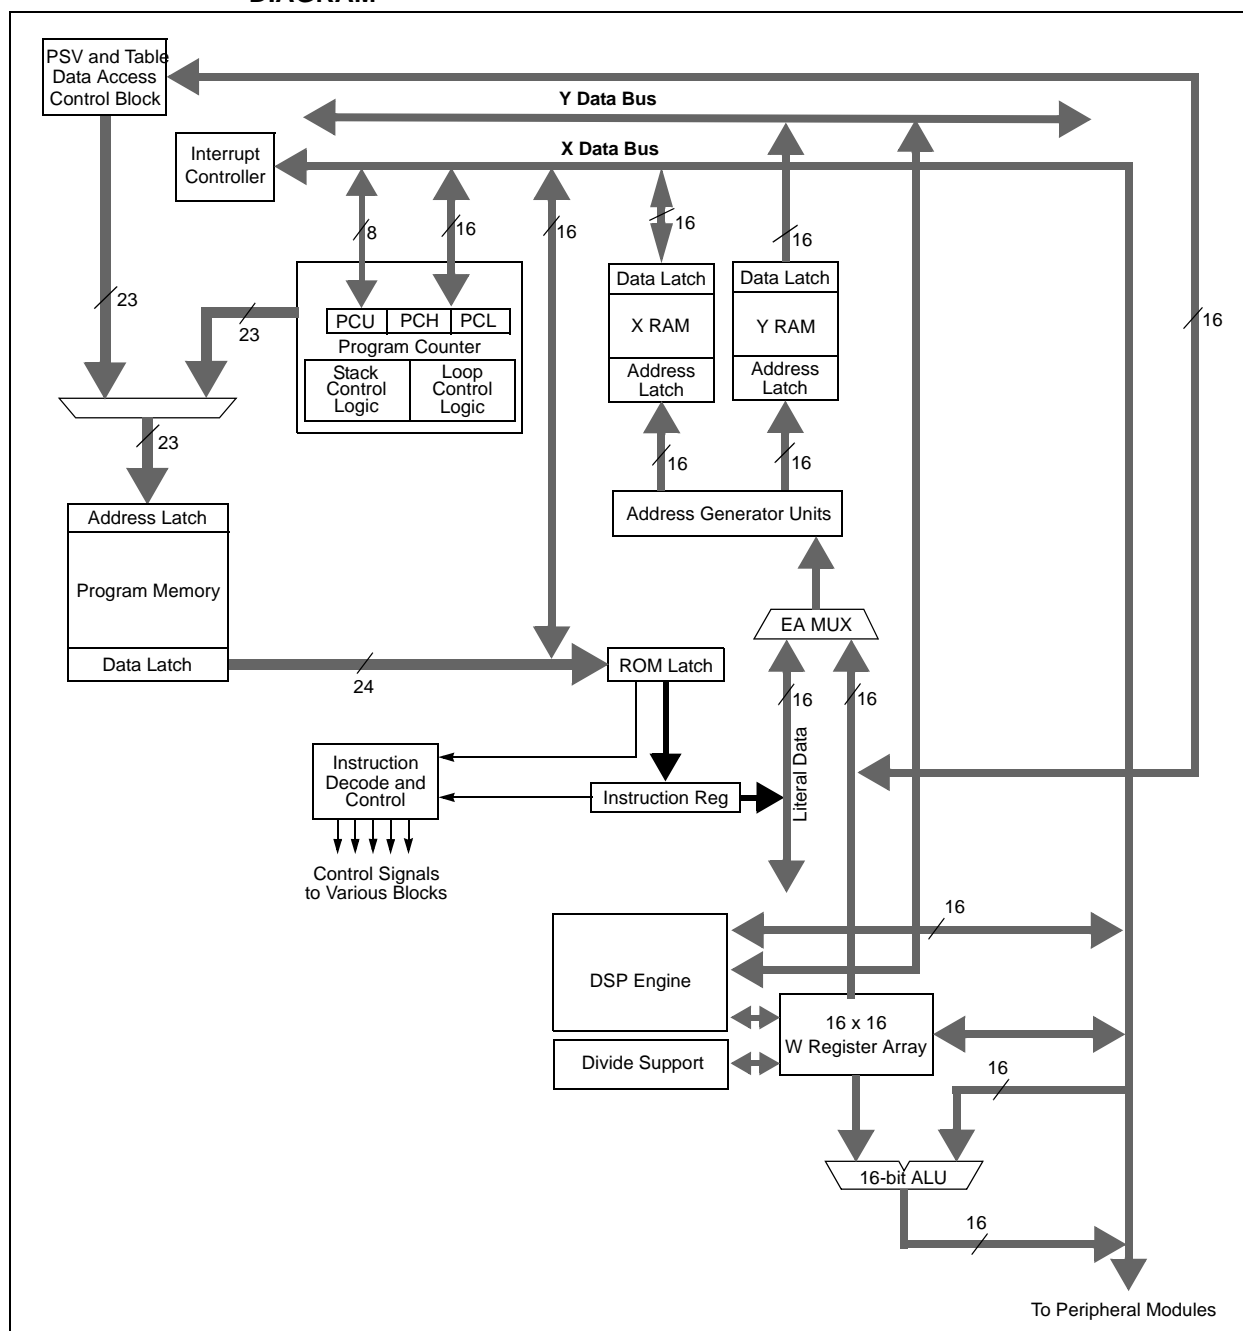 DIAGRAM
PSV and Table
Data Access
Control Block
Y Data Bus
Interrupt
Controller
X Data Bus
8
16
16
16
16
16
23
23
23
PCU
PCH
PCL
Program Counter
Stack
Control
Logic
Loop
Control
Logic
Data Latch
X RAM
Address
Latch
Data Latch
Y RAM
Address
Latch
16
16
Address Generator Units
Address Latch
Program Memory
Data Latch
24
EA MUX
ROM Latch
16
16
Literal Data
Instruction
Decode and
Control
Instruction Reg
Control Signals
to Various Blocks
16
DSP Engine
16 x 16
W Register Array
Divide Support
16
16-bit ALU
16
To Peripheral Modules